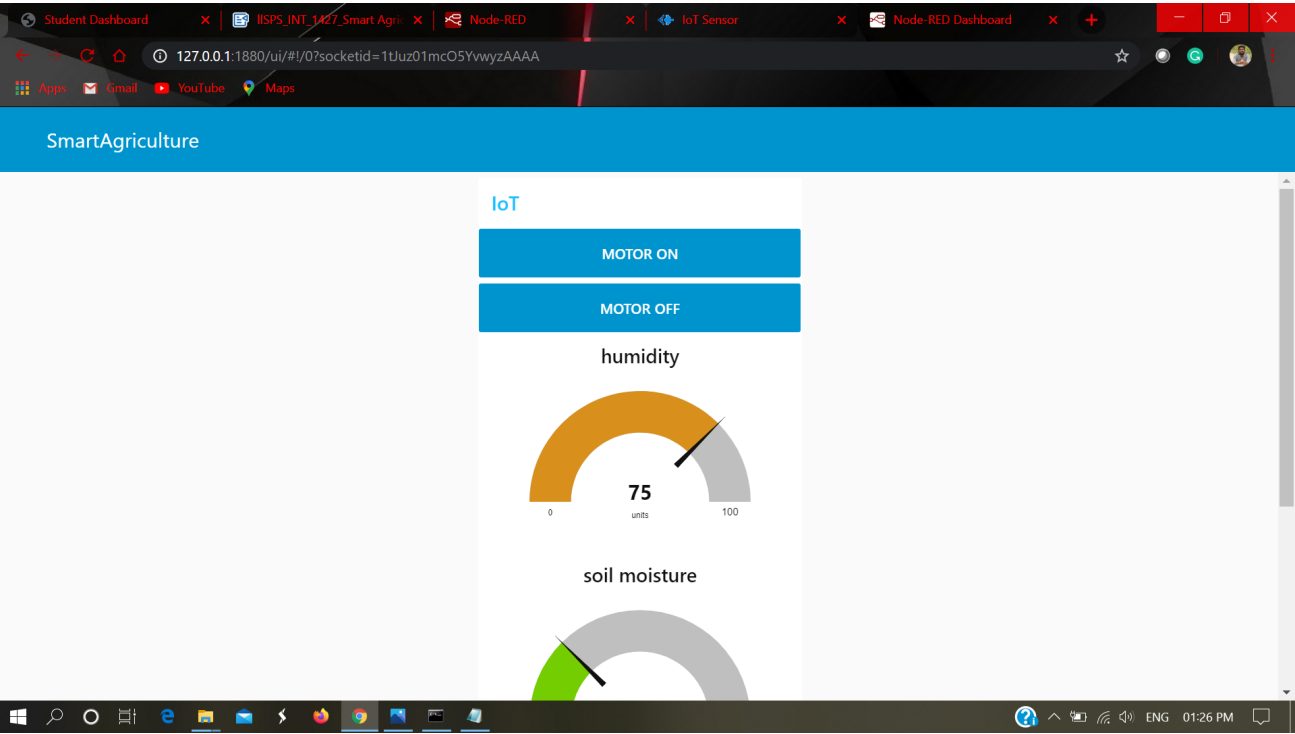 Student Dashboard
IISPS_INT_1427_Smart Agric
Node-RED
IoT Sensor
Node-RED Dashboard
127.0.0.1:1880/ui/#!/0?socketid=1tJuz01mcO5YvwyzAAAA
Apps
Gmail
YouTube
Maps
SmartAgriculture
IoT
MOTOR ON
MOTOR OFF
humidity
75
units
0
100
soil moisture
ENG
01:26 PM